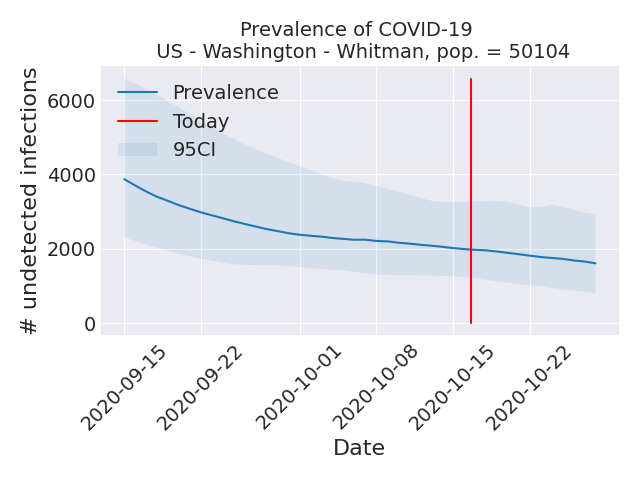 Prevalence of COVID-19
US - Washington - Whitman, pop. = 50104
# undetected infections
6000
4000
2000
0
Prevalence
Today
95CI
2020-09-15
2020-09-22
2020-10-01
2020-10-08
2020-10-15
2020-10-22
Date